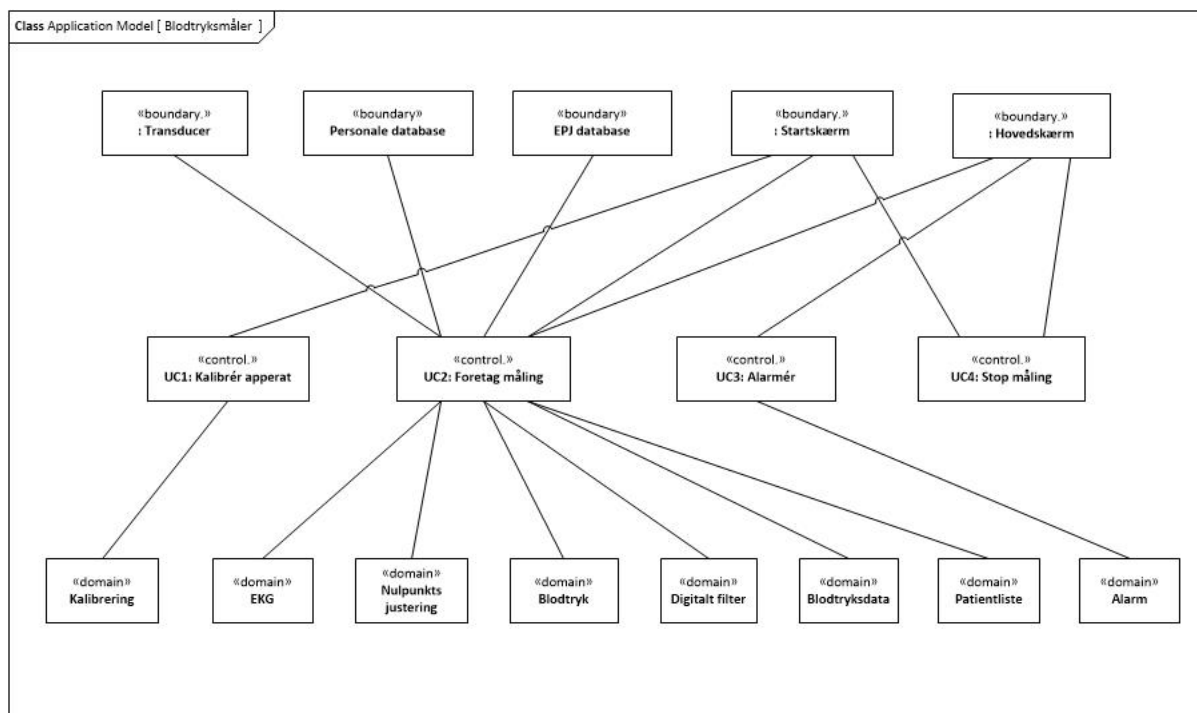 Class Application Model [ Blodtryksmåler ]
«boundary.»
: Transducer
«boundary»
Personale database
«boundary»
EPJ database
«boundary.»
: Startskærm
«boundary.»
: Hovedskærm
«control.»
UC1: Kalibrér apperat
«control.»
UC2: Foretag måling
«control.»
UC3: Alarmér
«control.»
UC4: Stop måling
«domain»
Kalibrering
«domain»
EKG
«domain»
Nulpunkts
justering
«domain»
Blodtryk
«domain»
Digitalt filter
«domain»
Blodtryksdata
«domain»
Patientliste
«domain»
Alarm